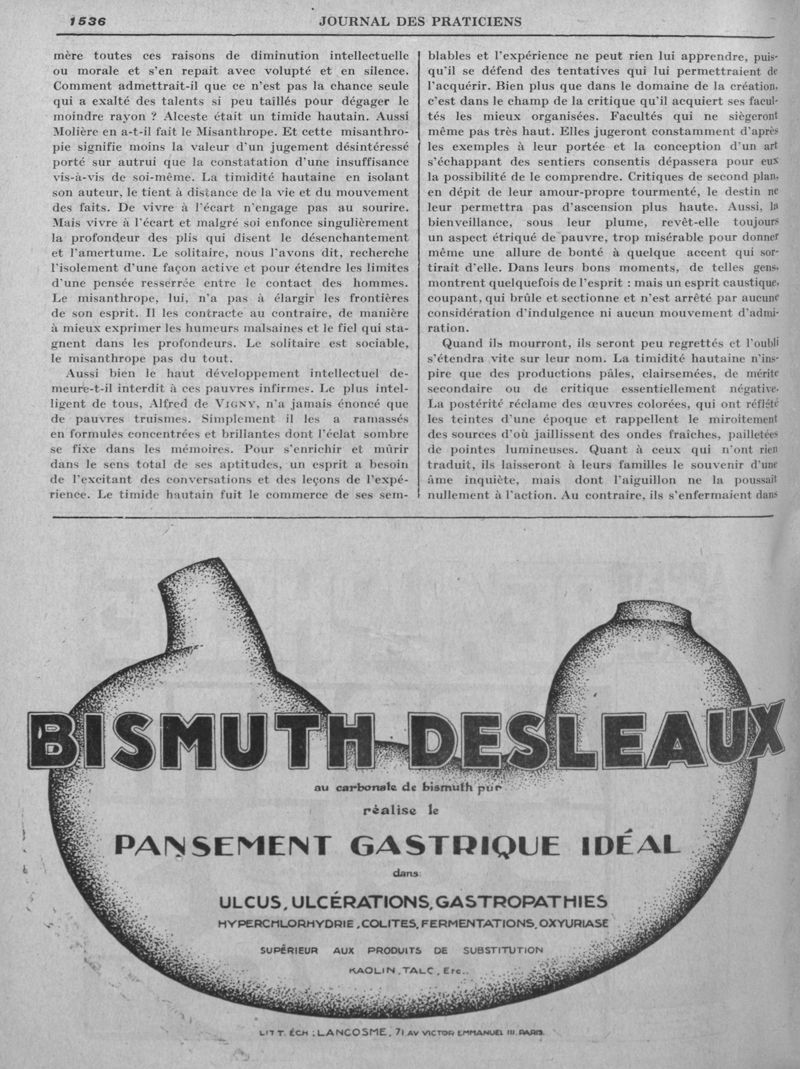 1536
JOURNAL DES PRATICIENS
mère toutes ces raisons de diminution intellectuelle
ou morale et s'en repait avec volupté et en silence.
Comment admettrait-il que ce n'est pas la chance seule
qui a exalté des talents si peu taillés pour dégager le
moindre rayon ? Alceste était un timide hautain. Aussi
Molière en a-t-il fait le Misanthrope. Et cette misanthro-
pie signifie moins la valeur d'un jugement désintéressé
porté sur autrui que la constatation d'une insuffisance
vis-à-vis de soi-même. La timidité hautaine en isolant
son auteur, le tient à distance de la vie et du mouvement
des faits. De vivre à l'écart n'engage pas au sourire.
Mais vivre à l'écart et malgré soi enfonce singulièrement
la profondeur des plis qui disent le désenchantement
et l'amertume. Le solitaire, nous l'avons dit, recherche
l'isolement d'une façon active et pour étendre les limites
d'une pensée resserrée entre le contact des hommes.
Le misanthrope, lui, n'a pas à élargir les frontières
de son esprit. Il les contracte au contraire, de manière
à mieux exprimer les humeurs malsaines et le fiel qui sta-
gnent dans les profondeurs. Le solitaire est sociable,
le misanthrope pas du tout.
Aussi bien le haut développement intellectuel de-
meure-t-il interdit à ces pauvres infirmes. Le plus intel-
ligent de tous, Alfred de VIGNY, n'a jamais énoncé que
de pauvres truismes. Simplement il les a ramassés
en formules concentrées et brillantes dont l'éclat sombre
se fixe dans les mémoires. Pour s'enrichir et mûrir
dans le sens total de ses aptitudes, un esprit a besoin
de l'excitant des conversations et des leçons de l'expé-
rience. Le timide hautain fuit le commerce de ses sem-
blables et l'expérience ne peut rien lui apprendre, puis-
qu'il se défend des tentatives qui lui permettraient de
l'acquérir. Bien plus que dans le domaine de la création,
c'est dans le champ de la critique qu'il acquiert ses facul-
tés les mieux organisées. Facultés qui ne siègeront
même pas très haut. Elles jugeront constamment d'après
les exemples à leur portée et la conception d'un art
s'échappant des sentiers consentis dépassera pour eux
la possibilité de le comprendre. Critiques de second plan,
en dépit de leur amour-propre tourmenté, le destin ne
leur permettra pas d'ascension plus haute. Aussi, la
bienveillance, sous leur plume, revêt-elle toujours
un aspect étriqué de pauvre, trop misérable pour donner
même une allure de bonté à quelque accent qui sor-
tirait d'elle. Dans leurs bons moments, de telles gens,
montrent quelquefois de l'esprit : mais un esprit caustique,
coupant, qui brûle et sectionne et n'est arrêté par aucune
considération d'indulgence ni aucun mouvement d'admi-
ration.
Quand ils mourront, ils seront peu regrettés et l'oubli
s'étendra vite sur leur nom. La timidité hautaine n'ins-
pire que des productions pâles, clairsemées, de mérite
secondaire ou de critique essentiellement négative.
La postérité réclame des œuvres colorées, qui ont réflété
les teintes d'une époque et rappellent le miroitement
des sources d'où jaillissent des ondes fraîches, pailletées
de pointes lumineuses. Quant à ceux qui n'ont rien
traduit, ils laisseront à leurs familles le souvenir d'une
âme inquiète, mais dont l'aiguillon ne la poussait
nullement à l'action. Au contraire, ils s'enfermaient dans
BISMUTH DESLEAUX
au carbonate de bismuth pur
réalise le
PANSEMENT GASTRIQUE IDÉAL
dans:
ULCUS, ULCÉRATIONS, GASTROPATHIES
HYPERCHLORHYDRIE, COLITES, FERMENTATIONS, OXYURIASE
SUPÉRIEUR AUX PRODUITS DE SUBSTITUTION
KAOLIN, TALC, Etc..
LITT. ÉCH : LANCOSME, 71 AV VICTOR EMMANUEL III. PARIS.